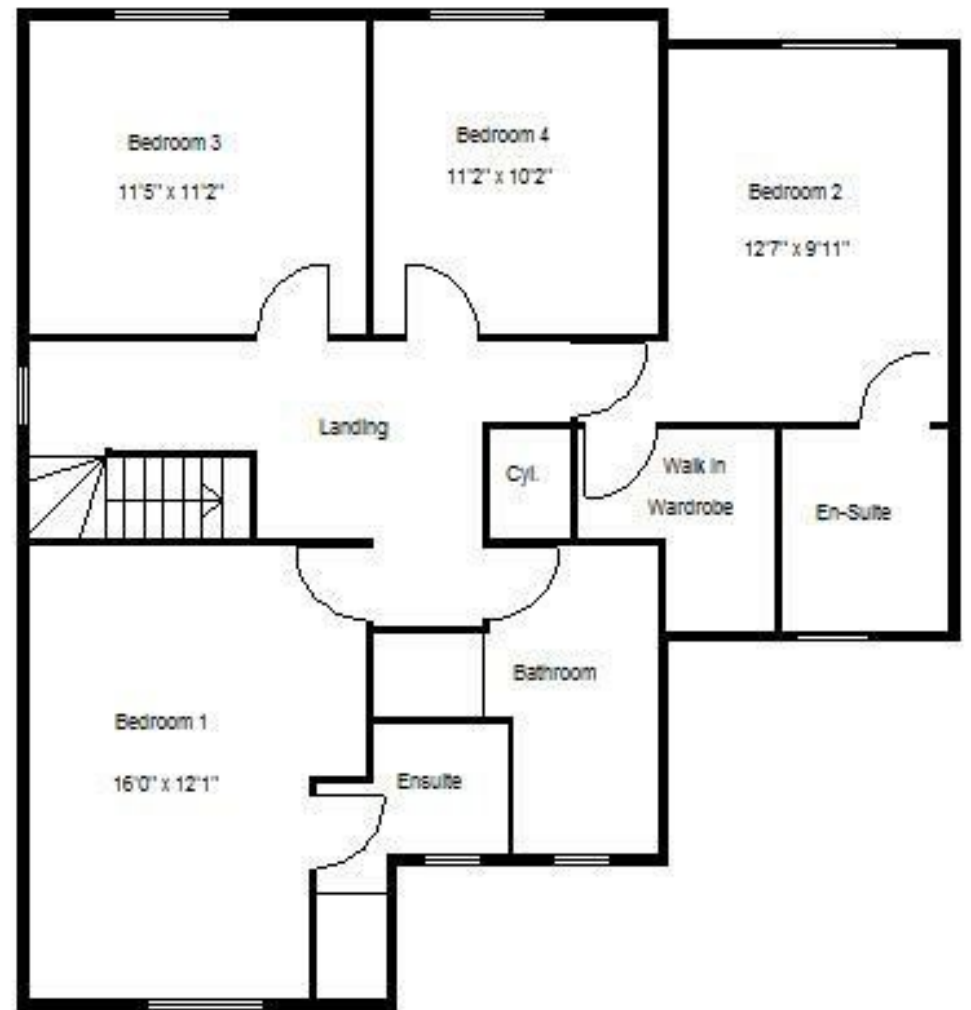 Bedroom 3
11'5" x 11'2"
Bedroom 4
11'2" x 10'2"
Bedroom 2
12'7" x 9'11"
Landing
Cyl.
Walk in
Wardrobe
En-Suite
Bathroom
Bedroom 1
16'0" x 12'1"
Ensuite